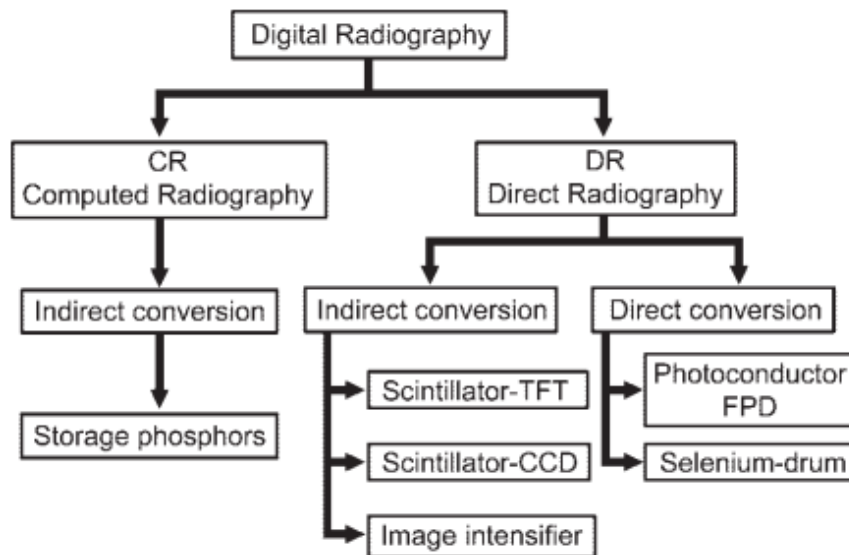 Digital Radiography
CR
Computed Radiography
DR
Direct Radiography
Indirect conversion
Indirect conversion
Direct conversion
Storage phosphors
Scintillator-TFT
Scintillator-CCD
Image intensifier
Photoconductor
FPD
Selenium-drum